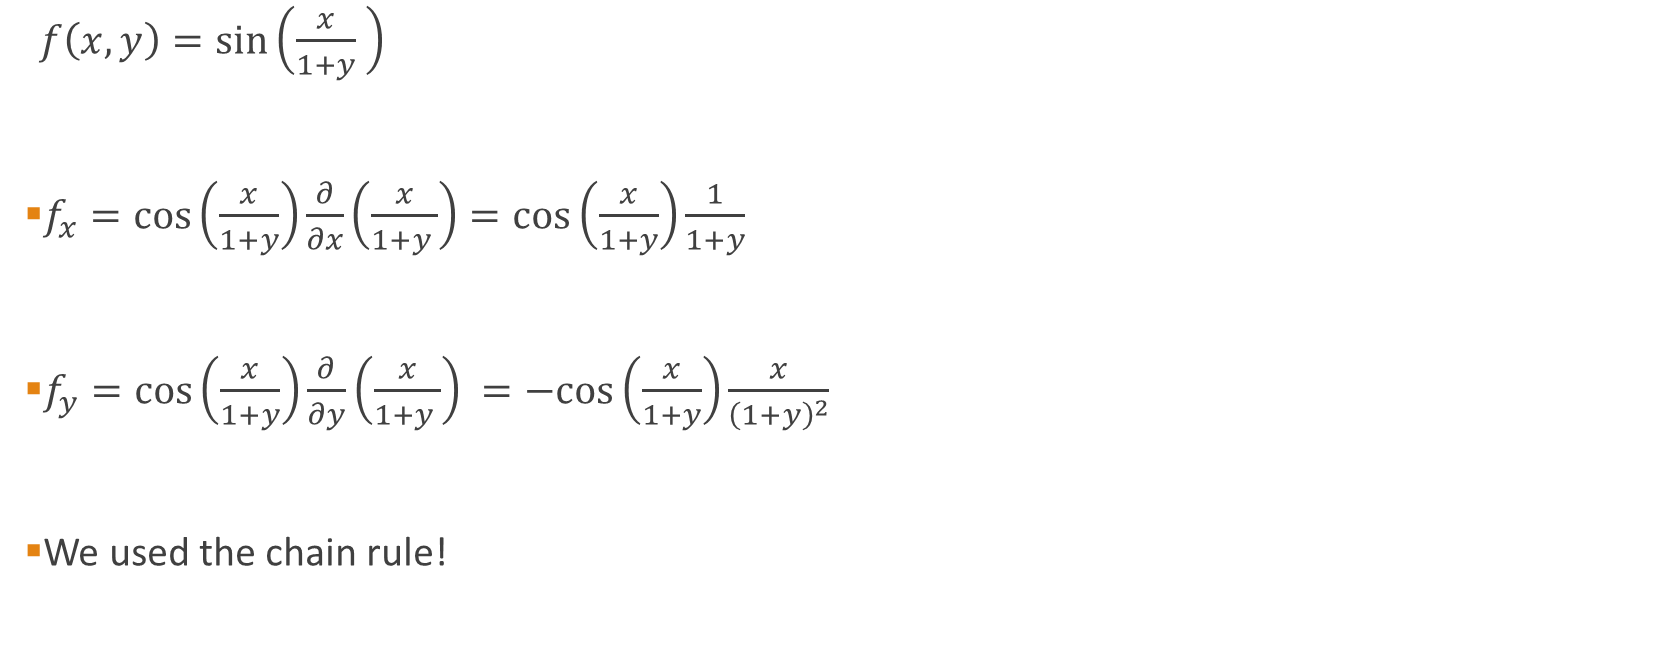 f(x, y) = sin(x/(1+y))
▪f_x = cos(x/(1+y)) ∂/∂x (x/(1+y)) = cos(x/(1+y)) 1/(1+y)
▪f_y = cos(x/(1+y)) ∂/∂y (x/(1+y)) = −cos(x/(1+y)) x/(1+y)²
▪We used the chain rule!